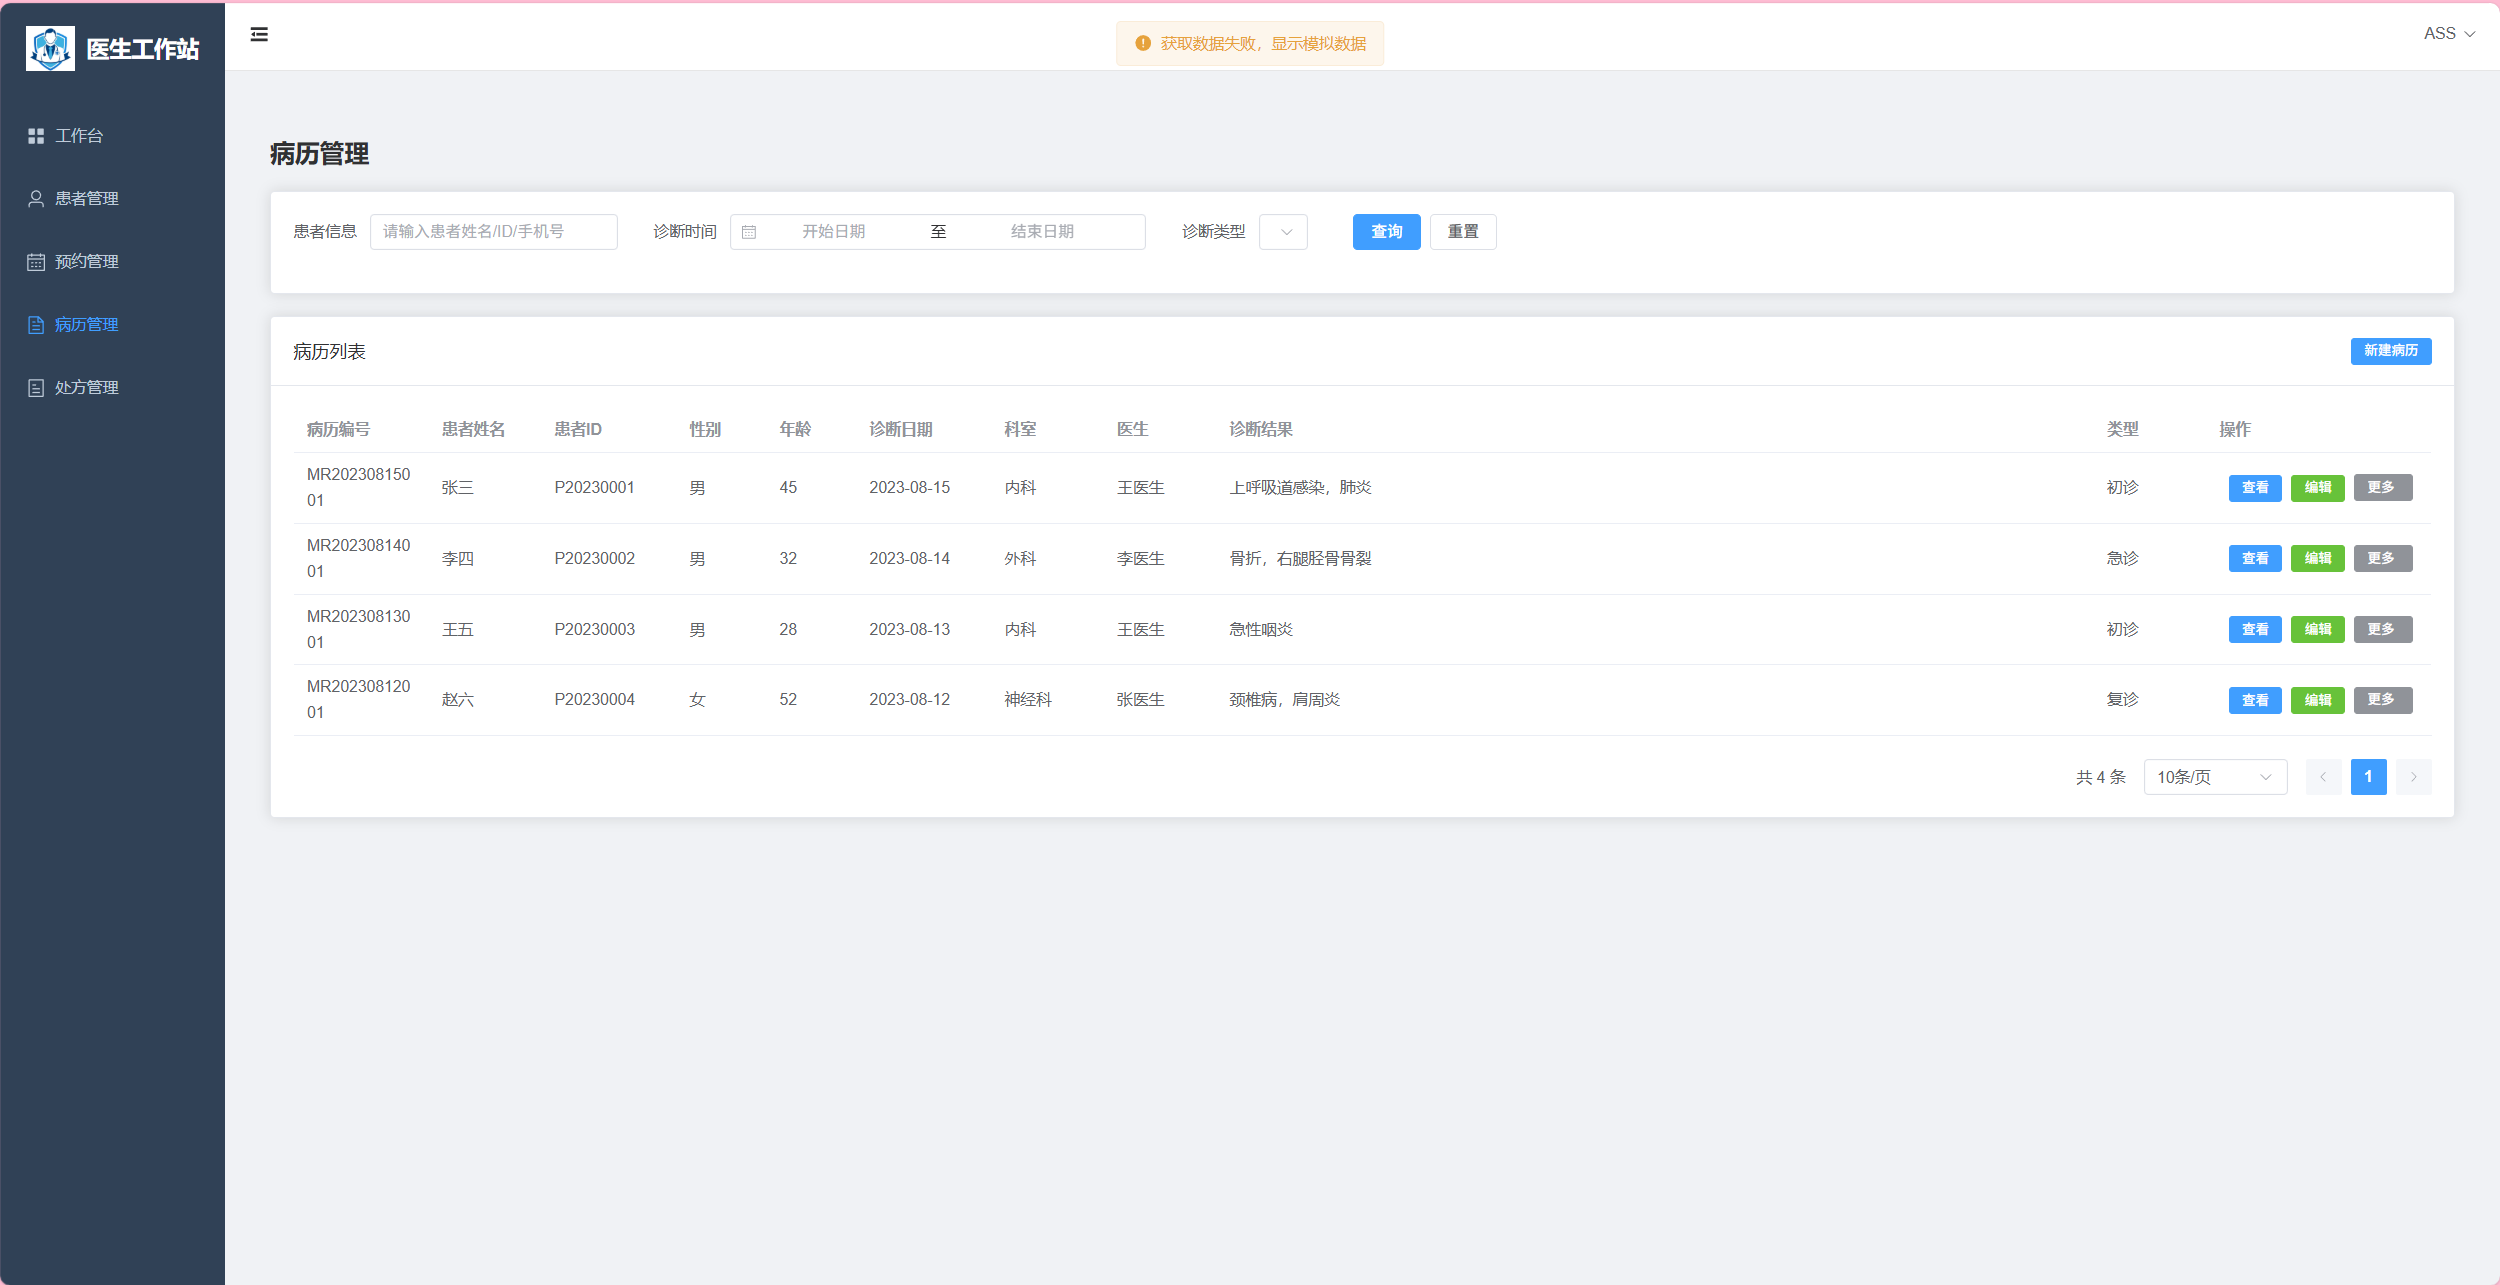 医生工作站
获取数据失败，显示模拟数据
ASS
工作台
患者管理
预约管理
病历管理
处方管理
病历管理
患者信息 请输入患者姓名/ID/手机号 诊断时间 开始日期 至 结束日期 诊断类型 查询 重置
病历列表 新建病历
病历编号 患者姓名 患者ID 性别 年龄 诊断日期 科室 医生 诊断结果 类型 操作
MR20230815001 张三 P20230001 男 45 2023-08-15 内科 王医生 上呼吸道感染，肺炎 初诊 查看 编辑 更多
MR20230814001 李四 P20230002 男 32 2023-08-14 外科 李医生 骨折，右腿胫骨骨裂 急诊 查看 编辑 更多
MR20230813001 王五 P20230003 男 28 2023-08-13 内科 王医生 急性咽炎 初诊 查看 编辑 更多
MR20230812001 赵六 P20230004 女 52 2023-08-12 神经科 张医生 颈椎病，肩周炎 复诊 查看 编辑 更多
共 4 条 10条/页 1